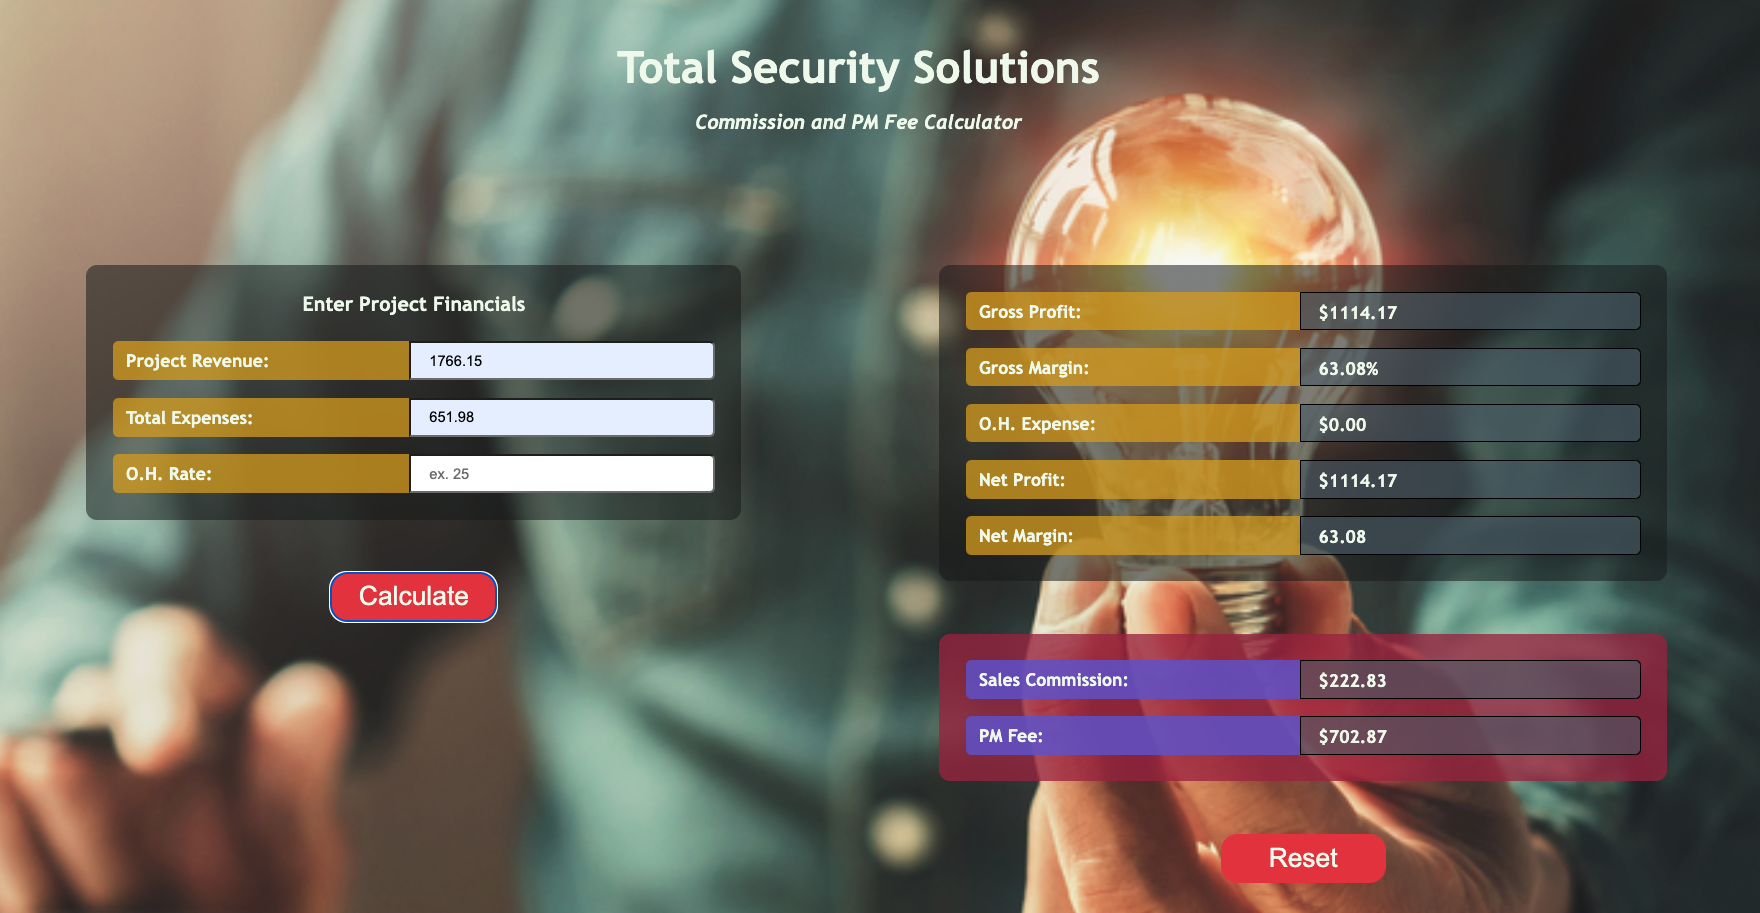 Total Security Solutions
Commission and PM Fee Calculator
Enter Project Financials
Project Revenue: 1766.15
Total Expenses: 651.98
O.H. Rate: ex. 25
Calculate
Gross Profit: $1114.17
Gross Margin: 63.08%
O.H. Expense: $0.00
Net Profit: $1114.17
Net Margin: 63.08
Sales Commission: $222.83
PM Fee: $702.87
Reset